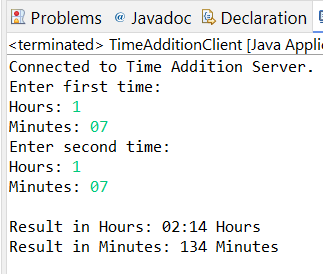 Problems @ Javadoc Declaration
<terminated> TimeAdditionClient [Java Applic
Connected to Time Addition Server.
Enter first time:
Hours: 1
Minutes: 07
Enter second time:
Hours: 1
Minutes: 07
Result in Hours: 02:14 Hours
Result in Minutes: 134 Minutes